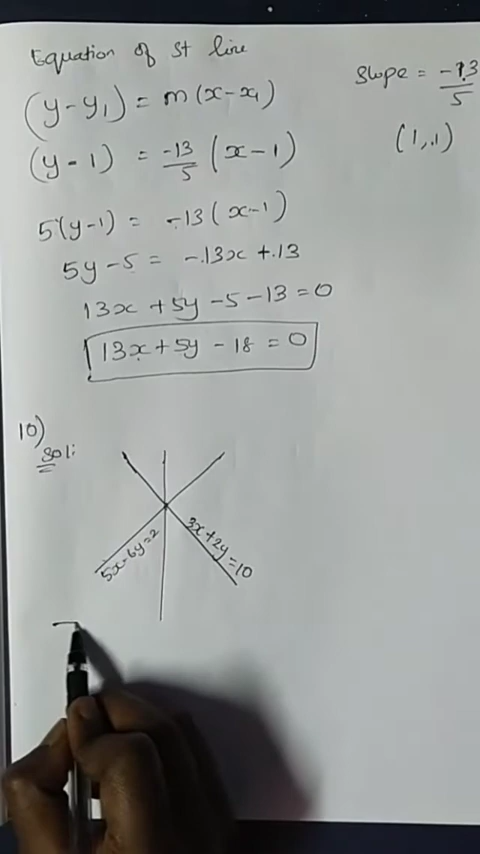 Equation of St line
Slope = -13/5
(y-y₁) = m(x-x₁)
(1,1)
(y-1) = -13/5 (x-1)
5(y-1) = -13(x-1)
5y-5 = -13x+13
13x+5y-5-13=0
13x+5y-18=0
10)
Sol:
5x-6y=2
3x+2y=10